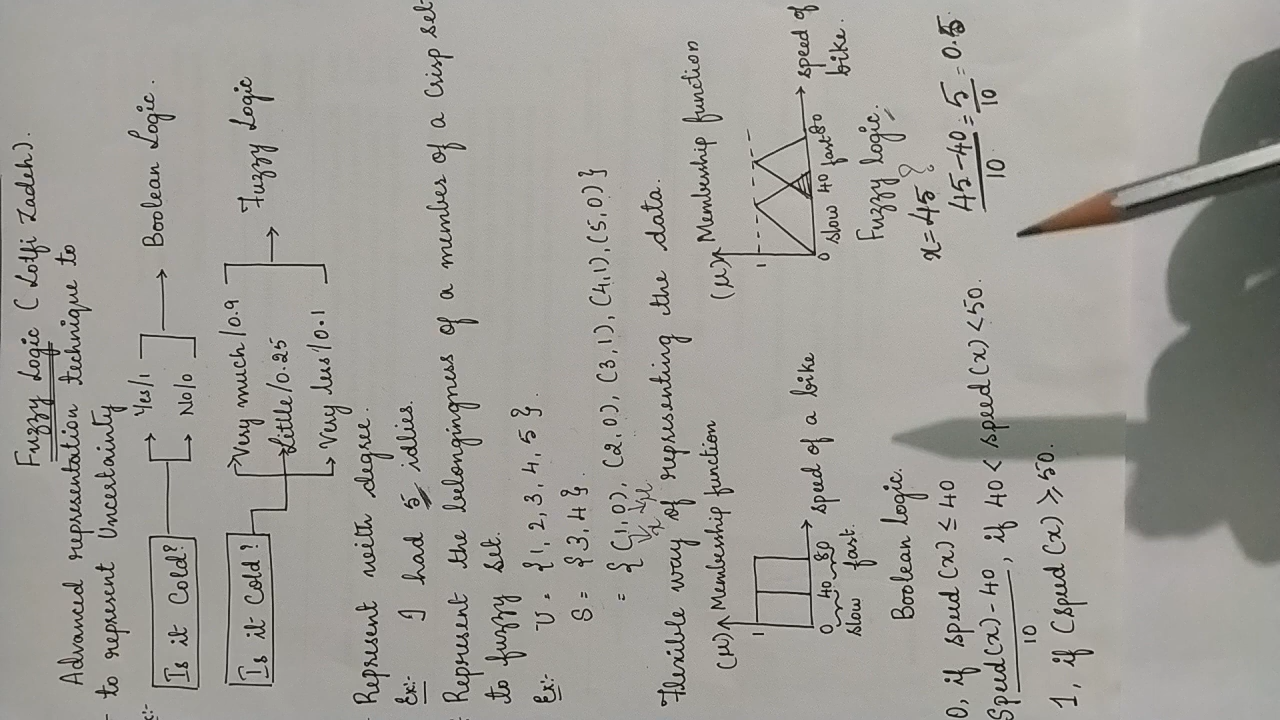 Fuzzy Logic (Lotfi Zadeh).
Advanced representation technique to
- to represent Uncertainty
Ex:-
Is it Cold? Yes/1 No/0 → Boolean Logic.
Is it Cold? Very much/0.9 Little/0.25 Very less/0.1 → Fuzzy Logic
- Represent with degree.
Ex:- I had 5 idlies.
- Represent the belongingness of a member of a crisp set
to fuzzy set.
Ex:- U = {1, 2, 3, 4, 5}.
S = {3, 4}.
= {(1,0), (2,0), (3,1), (4,1), (5,0)}
x
Flexible way of representing the data.
(μ) Membership function
1
0 40 80 → speed of a bike
slow fast.
Boolean logic.
(μ) Membership function
1
0 slow 40 fast 80 → speed of bike.
Fuzzy logic.
0, if speed (x) ≤ 40
Speed(x) - 40 / 10, if 40 < speed(x) < 50.
1, if (speed(x) ≥ 50.
x = 45?
45-40 / 10 = 5 / 10 = 0.5